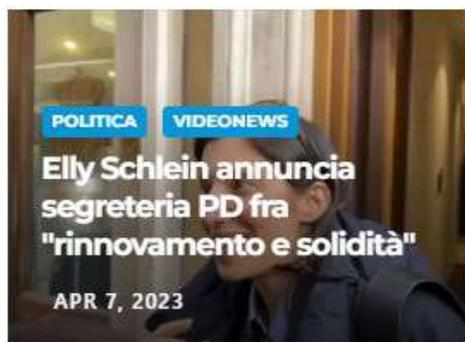 POLITICA VIDEONEWS
Elly Schlein annuncia
segreteria PD fra
"rinnovamento e solidità"
APR 7, 2023